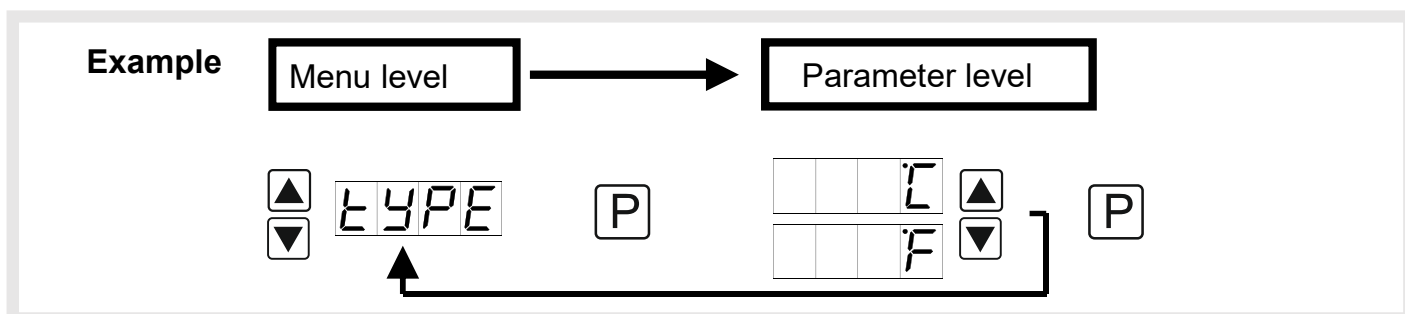 Example
Menu level
Parameter level
tYPE
P
°C
°F
P